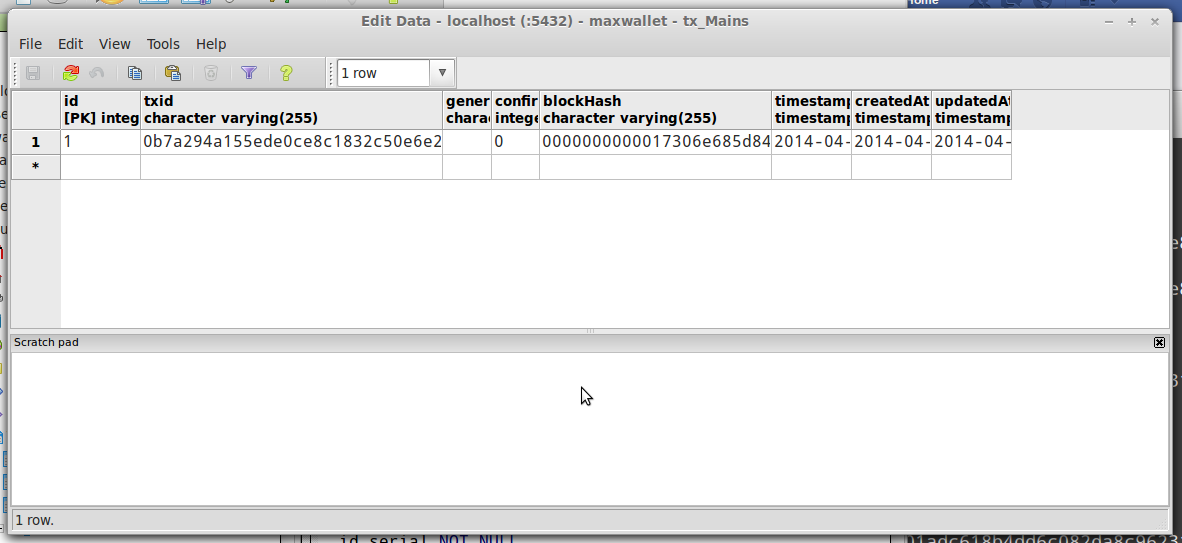 Edit Data - localhost (:5432) - maxwallet - tx_Mains
File Edit View Tools Help
1 row
id txid gener confir blockHash timestamp createdAt updatedAt
[PK] integ character varying(255) charac intege character varying(255) timestamp timestamp timestamp
1 1 0b7a294a155ede0ce8c1832c50e6e2 0 0000000000017306e685d84 2014-04- 2014-04- 2014-04-
*
Scratch pad
1 row.
id serial NOT NULL